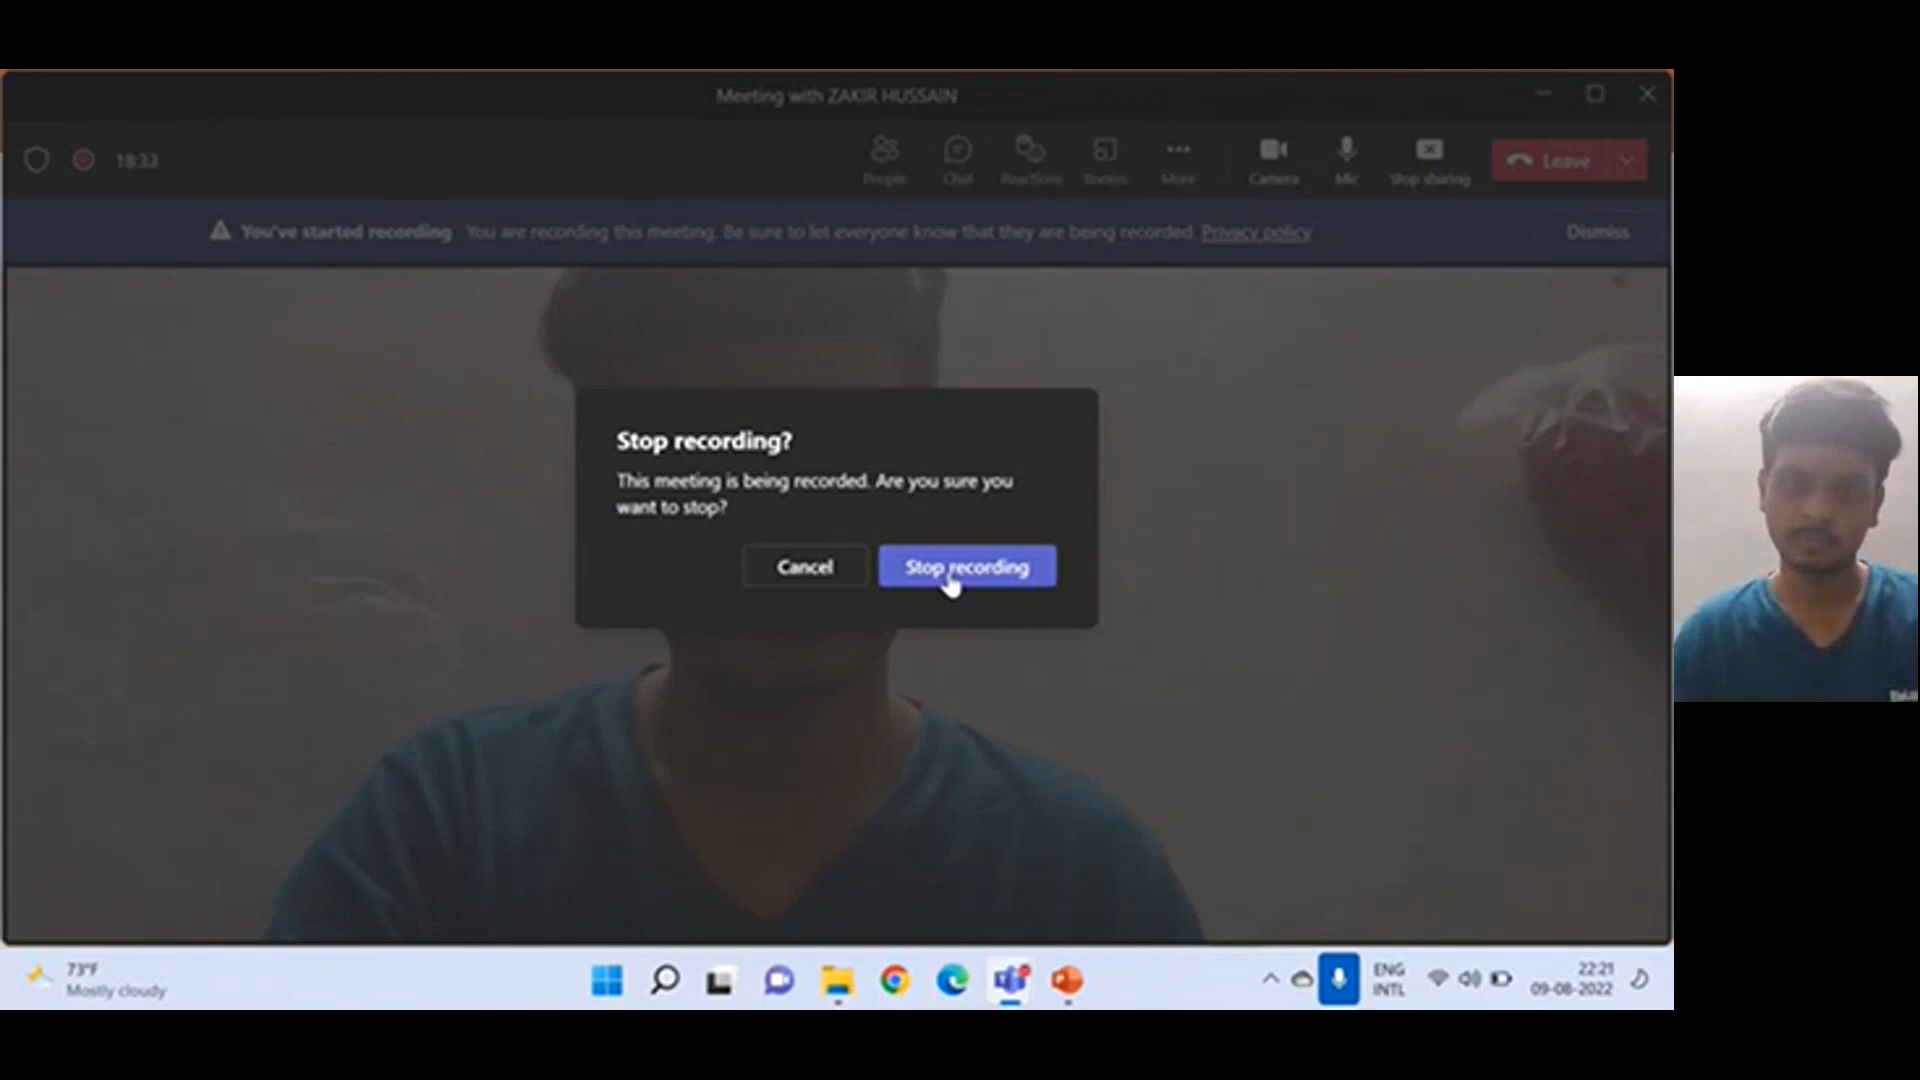 Meeting with ZAKIR HUSSAIN
18:33
People
Chat
Reactions
Rooms
More
Camera
Mic
Stop sharing
Leave
You've started recording You are recording this meeting. Be sure to let everyone know that they are being recorded. Privacy policy
Dismiss
Stop recording?
This meeting is being recorded. Are you sure you
want to stop?
Cancel
Stop recording
73°F
Mostly cloudy
ENG
INTL
22:21
09-08-2022